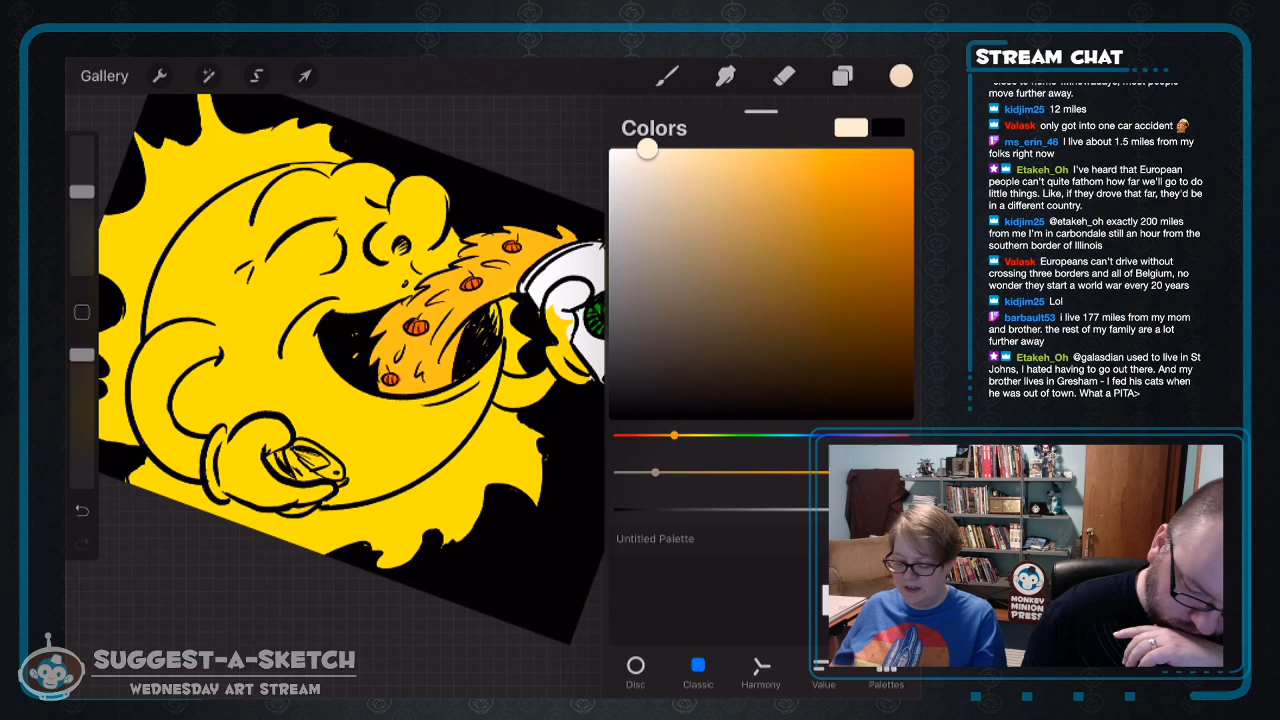 Gallery
Colors
Untitled Palette
Disc
Classic
Harmony
Value
Palettes
STREAM CHAT
move further away.
kidjim25 12 miles
Valask only got into one car accident
ms_erin_46 I live about 1.5 miles from my
folks right now
Etakeh_Oh I've heard that European
people can't quite fathom how far we'll go to do
little things. Like, if they drove that far, they'd be
in a different country.
kidjim25 @etakeh_oh exactly 200 miles
from me I'm in carbondale still an hour from the
southern border of Illinois
Valask Europeans can't drive without
crossing three borders and all of Belgium, no
wonder they start a world war every 20 years
kidjim25 Lol
barbault53 i live 177 miles from my mom
and brother. the rest of my family are a lot
further away
Etakeh_Oh @galasdian used to live in St
Johns, I hated having to go out there. And my
brother lives in Gresham - I fed his cats when
he was out of town. What a PITA>
MONKEY
MINION
PRESS
SUGGEST-A-SKETCH
WEDNESDAY ART STREAM